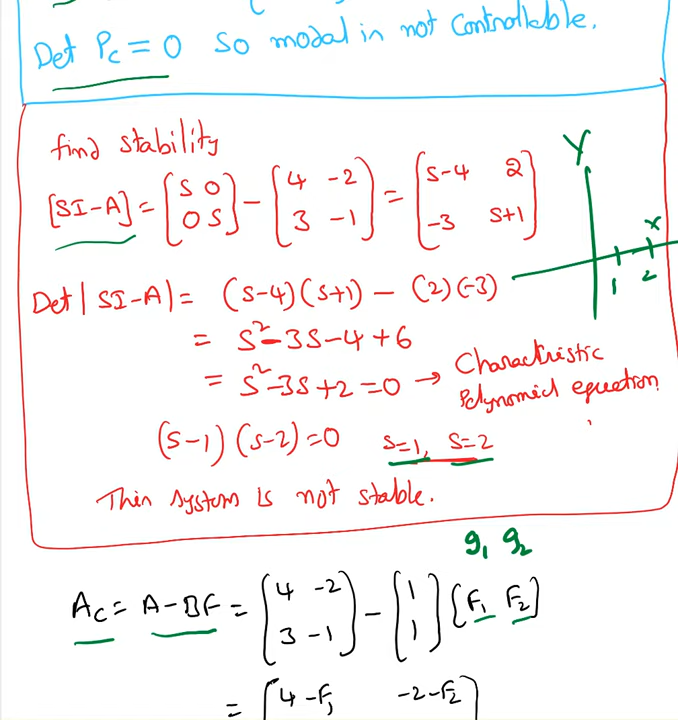 Det Pc = 0 so modal in not controllable.
find stability
[SI-A] = [S 0 0 S] - [4 -2 3 -1] = [S-4 2 -3 S+1]
Y
x
1 2
Det | SI-A | = (S-4)(S+1) - (2)(-3)
= S²-3S-4+6
= S²-3S+2=0 → Charactristic
Polynomial equation
(S-1) (S-2)=0 S=1, S=2
This system is not stable.
g1 g2
Ac = A-BF = [4 -2 3 -1] - [1 1] [F1 F2]
= [4-F1 -2-F2]